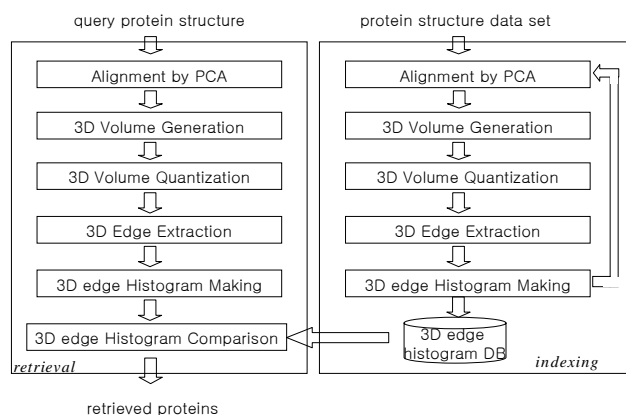 query protein structure
Alignment by PCA
3D Volume Generation
3D Volume Quantization
3D Edge Extraction
3D edge Histogram Making
3D edge Histogram Comparison
retrieval
retrieved proteins
protein structure data set
Alignment by PCA
3D Volume Generation
3D Volume Quantization
3D Edge Extraction
3D edge Histogram Making
3D edge
histogram DB
indexing